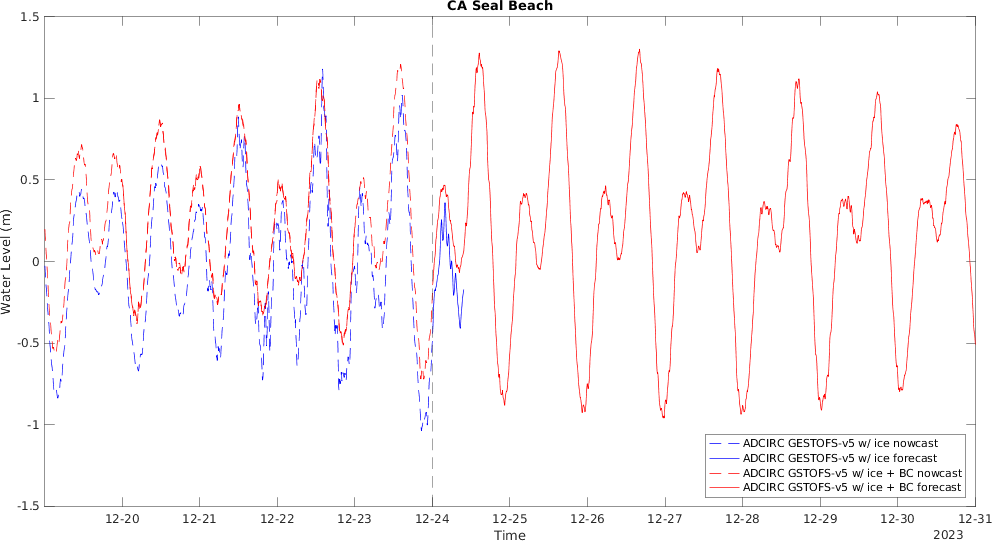 CA Seal Beach
1.5
1
0.5
0
-0.5
-1
-1.5
Water Level (m)
ADCIRC GESTOFS-v5 w/ ice nowcast
ADCIRC GESTOFS-v5 w/ ice forecast
ADCIRC GSTOFS-v5 w/ ice + BC nowcast
ADCIRC GSTOFS-v5 w/ ice + BC forecast
12-20 12-21 12-22 12-23 12-24 12-25 12-26 12-27 12-28 12-29 12-30 12-31
Time
2023